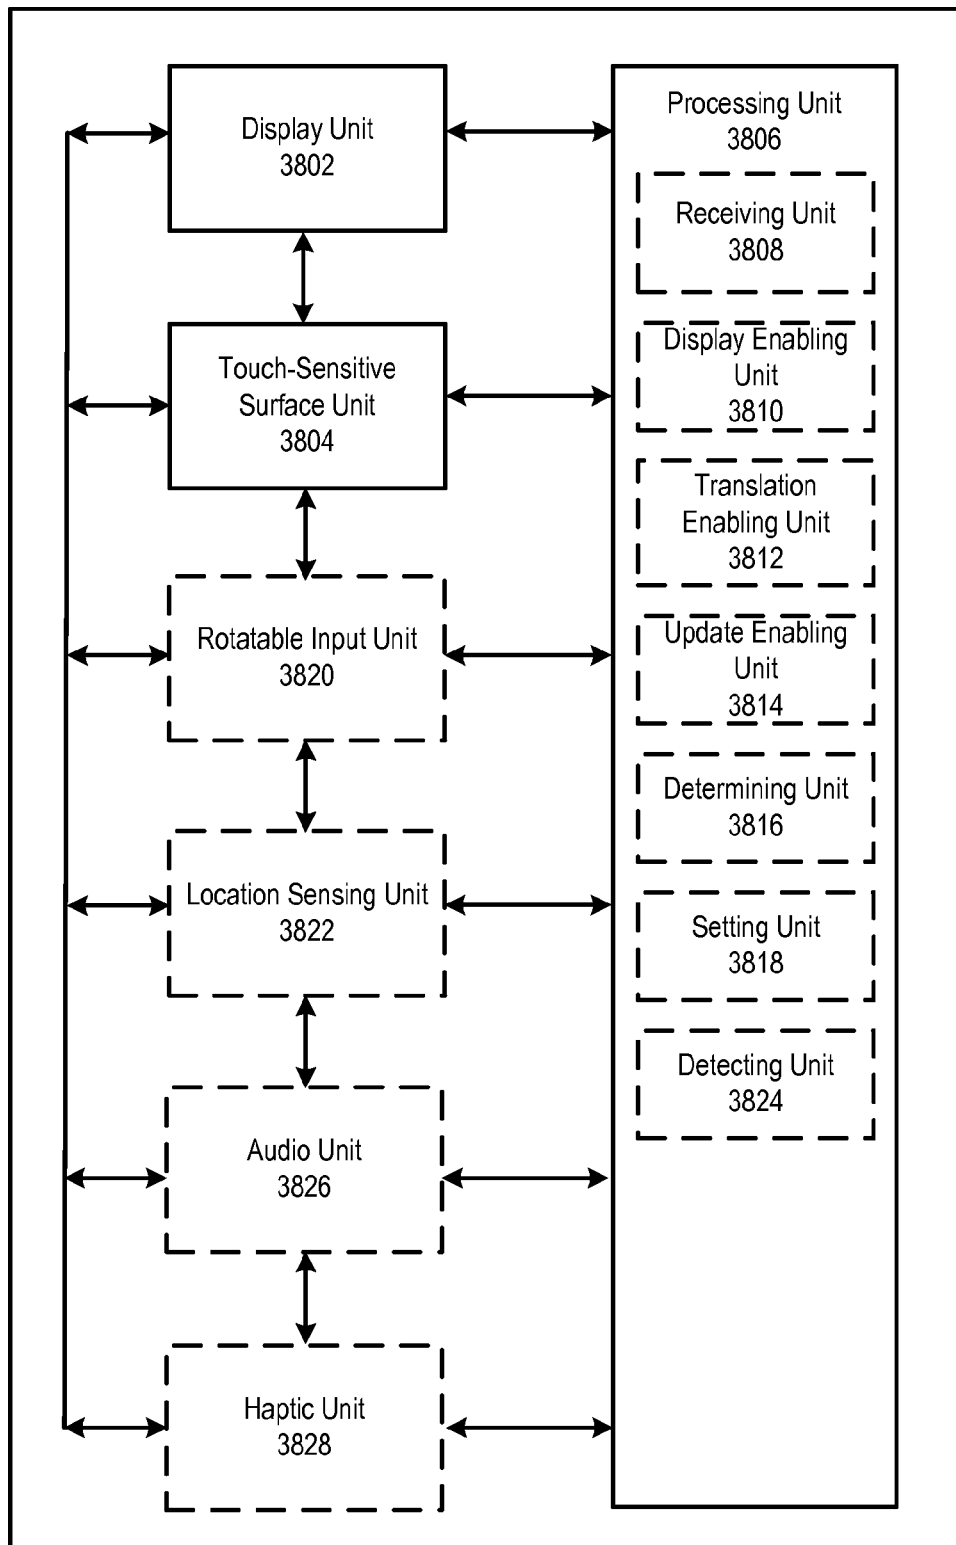 Display Unit
3802
Touch-Sensitive
Surface Unit
3804
Rotatable Input Unit
3820
Location Sensing Unit
3822
Audio Unit
3826
Haptic Unit
3828
Processing Unit
3806
Receiving Unit
3808
Display Enabling
Unit
3810
Translation
Enabling Unit
3812
Update Enabling
Unit
3814
Determining Unit
3816
Setting Unit
3818
Detecting Unit
3824